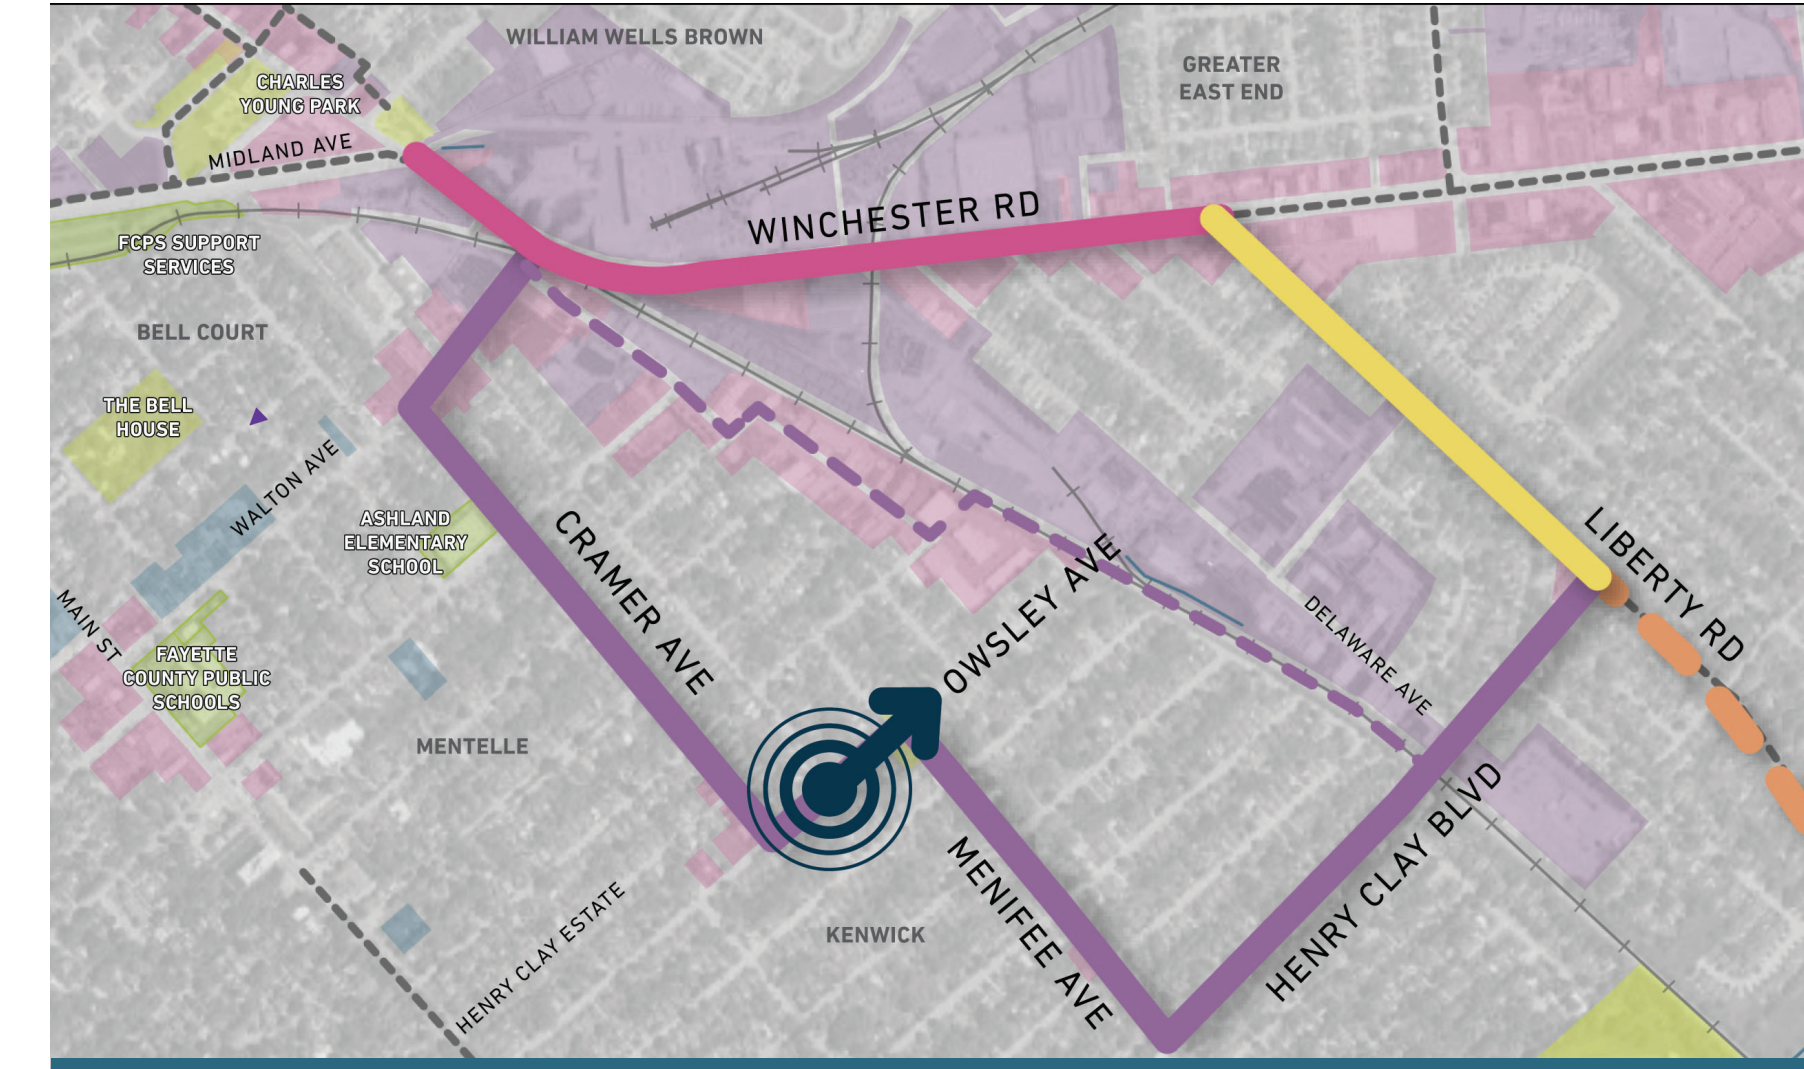 WILLIAM WELLS BROWN
GREATER
EAST END
CHARLES
YOUNG PARK
MIDLAND AVE
WINCHESTER RD
FCPS SUPPORT
SERVICES
BELL COURT
THE BELL
HOUSE
WALTON AVE
ASHLAND
ELEMENTARY
SCHOOL
CRAMER AVE
OWSLEY AVE
LIBERTY RD
DELAWARE AVE
MAIN ST
FAYETTE
COUNTY PUBLIC
SCHOOLS
MENTELLE
HENRY CLAY BLVD
MENIFEE AVE
KENWICK
HENRY CLAY ESTATE